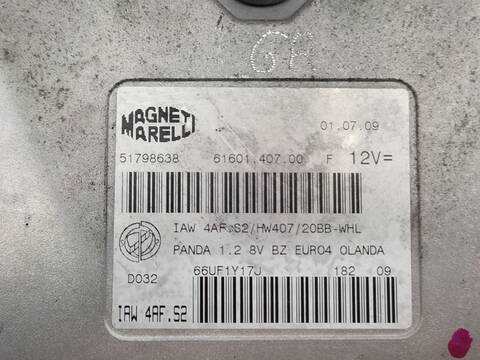 MAGNETI
MARELLI
01.07.09
51798638 61601.407.00 F 12V=
IAW 4AF.S2/HW407/20BB-WHL
PANDA 1.2 8V BZ EURO4 OLANDA
D032 66UF1Y17J 182 09
IAW 4AF.S2